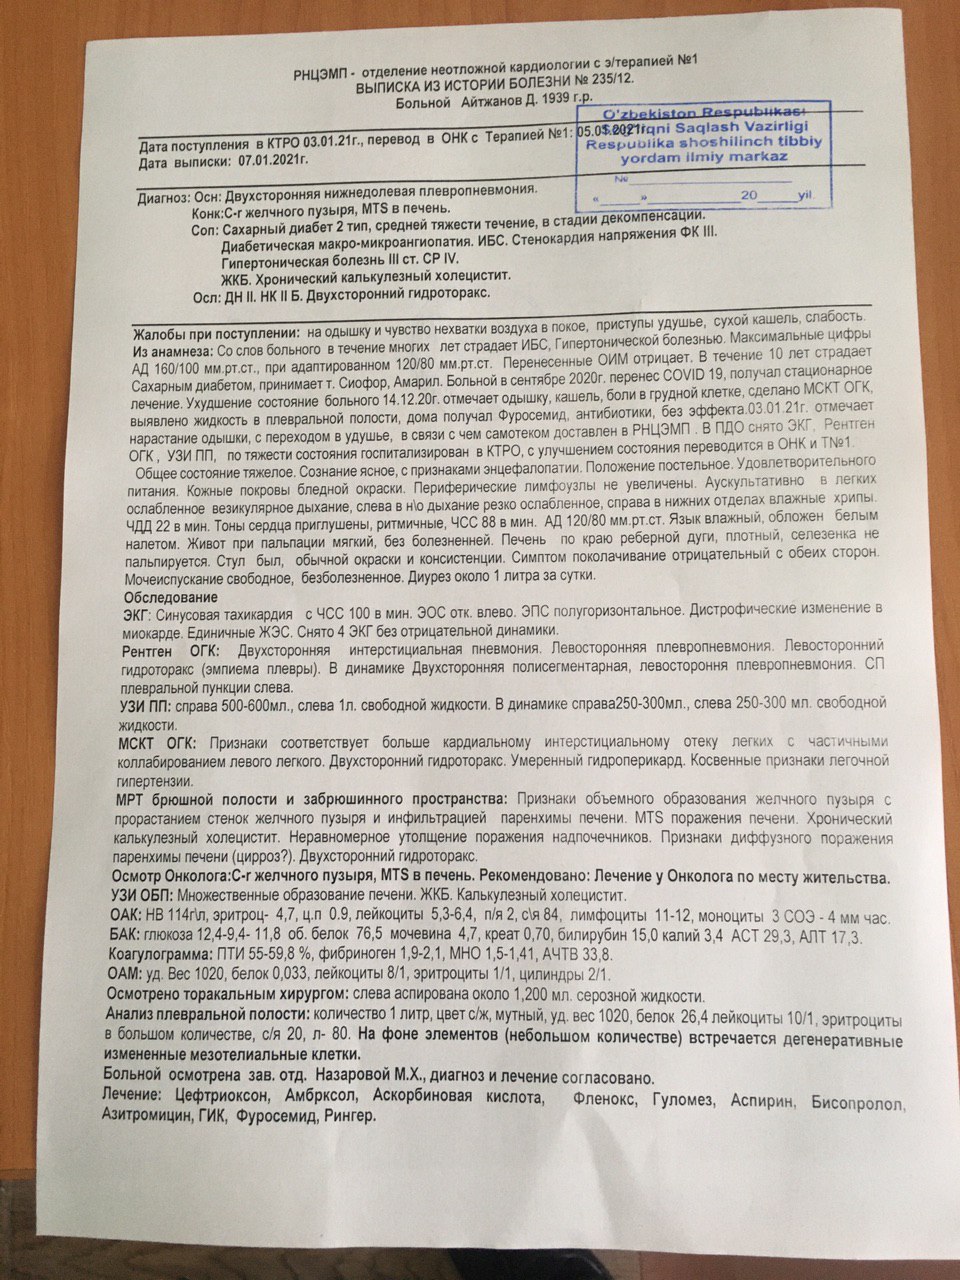 РНЦЭМП - отделение неотложной кардиологии с э/терапией №1
ВЫПИСКА ИЗ ИСТОРИИ БОЛЕЗНИ № 235/12.
Больной Айтжанов Д. 1939 г.р.
O'zbekiston Respublikasi
Sog'liqni Saqlash Vazirligi
Respublika shoshilinch tibbiy
yordam ilmiy markaz
№
« » 20 yil
Дата поступления в КТРО 03.01.21г., перевод в ОНК с Терапией №1: 05.01.2021г
Дата выписки: 07.01.2021г.
Диагноз: Осн: Двухсторонняя нижнедолевая плевропневмония.
Конк:С-r желчного пузыря, MTS в печень.
Соп: Сахарный диабет 2 тип, средней тяжести течение, в стадии декомпенсации.
Диабетическая макро-микроангиопатия. ИБС. Стенокардия напряжения ФК III.
Гипертоническая болезнь III ст. СР IV.
ЖКБ. Хронический калькулезный холецистит.
Осл: ДН II. НК II Б. Двухсторонний гидроторакс.
Жалобы при поступлении: на одышку и чувство нехватки воздуха в покое, приступы удушье, сухой кашель, слабость.
Из анамнеза: Со слов больного в течение многих лет страдает ИБС, Гипертонической болезнью. Максимальные цифры
АД 160/100 мм.рт.ст., при адаптированном 120/80 мм.рт.ст. Перенесенные ОИМ отрицает. В течение 10 лет страдает
Сахарным диабетом, принимает т. Сиофор, Амарил. Больной в сентябре 2020г. перенес COVID 19, получал стационарное
лечение. Ухудшение состояние больного 14.12.20г. отмечает одышку, кашель, боли в грудной клетке, сделано МСКТ ОГК,
выявлено жидкость в плевральной полости, дома получал Фуросемид, антибиотики, без эффекта.03.01.21г. отмечает
нарастание одышки, с переходом в удушье, в связи с чем самотеком доставлен в РНЦЭМП . В ПДО снято ЭКГ, Рентген
ОГК , УЗИ ПП, по тяжести состояния госпитализирован в КТРО, с улучшением состояния переводится в ОНК и Т№1.
Общее состояние тяжелое. Сознание ясное, с признаками энцефалопатии. Положение постельное. Удовлетворительного
питания. Кожные покровы бледной окраски. Периферические лимфоузлы не увеличены. Аускультативно в легких
ослабленное везикулярное дыхание, слева в н\о дыхание резко ослабленное, справа в нижних отделах влажные хрипы.
ЧДД 22 в мин. Тоны сердца приглушены, ритмичные, ЧСС 88 в мин. АД 120/80 мм.рт.ст. Язык влажный, обложен белым
налетом. Живот при пальпации мягкий, без болезненней. Печень по краю реберной дуги, плотный, селезенка не
пальпируется. Стул был, обычной окраски и консистенции. Симптом поколачивание отрицательный с обеих сторон.
Мочеиспускание свободное, безболезненное. Диурез около 1 литра за сутки.
Обследование
ЭКГ: Синусовая тахикардия с ЧСС 100 в мин. ЭОС отк. влево. ЭПС полугоризонтальное. Дистрофические изменение в
миокарде. Единичные ЖЭС. Снято 4 ЭКГ без отрицательной динамики.
Рентген ОГК: Двухсторонняя интерстициальная пневмония. Левосторонняя плевропневмония. Левосторонний
гидроторакс (эмпиема плевры). В динамике Двухсторонняя полисегментарная, левостороння плевропневмония. СП
плевральной пункции слева.
УЗИ ПП: справа 500-600мл., слева 1л. свободной жидкости. В динамике справа250-300мл., слева 250-300 мл. свободной
жидкости.
МСКТ ОГК: Признаки соответствует больше кардиальному интерстициальному отеку легких с частичными
коллабированием левого легкого. Двухсторонний гидроторакс. Умеренный гидроперикард. Косвенные признаки легочной
гипертензии.
МРТ брюшной полости и забрюшинного пространства: Признаки объемного образования желчного пузыря с
прорастанием стенок желчного пузыря и инфильтрацией паренхимы печени. MTS поражения печени. Хронический
калькулезный холецистит. Неравномерное утолщение поражения надпочечников. Признаки диффузного поражения
паренхимы печени (цирроз?). Двухсторонний гидроторакс.
Осмотр Онколога:С-r желчного пузыря, MTS в печень. Рекомендовано: Лечение у Онколога по месту жительства.
УЗИ ОБП: Множественные образование печени. ЖКБ. Калькулезный холецистит.
ОАК: НВ 114г\л, эритроц- 4,7, ц.п 0.9, лейкоциты 5,3-6,4, п/я 2, с\я 84, лимфоциты 11-12, моноциты 3 СОЭ - 4 мм час.
БАК: глюкоза 12,4-9,4- 11,8 об. белок 76,5 мочевина 4,7, креат 0,70, билирубин 15,0 калий 3,4 АСТ 29,3, АЛТ 17,3.
Коагулограмма: ПТИ 55-59,8 %, фибриноген 1,9-2,1, МНО 1,5-1,41, АЧТВ 33,8.
ОАМ: уд. Вес 1020, белок 0,033, лейкоциты 8/1, эритроциты 1/1, цилиндры 2/1.
Осмотрено торакальным хирургом: слева аспирована около 1,200 мл. серозной жидкости.
Анализ плевральной полости: количество 1 литр, цвет с/ж, мутный, уд. вес 1020, белок 26,4 лейкоциты 10/1, эритроциты
в большом количестве, с/я 20, л- 80. На фоне элементов (небольшом количестве) встречается дегенеративные
измененные мезотелиальные клетки.
Больной осмотрена зав. отд. Назаровой М.Х., диагноз и лечение согласовано.
Лечение: Цефтриоксон, Амбрксол, Аскорбиновая кислота, Фленокс, Гуломез, Аспирин, Бисопролол,
Азитромицин, ГИК, Фуросемид, Рингер.